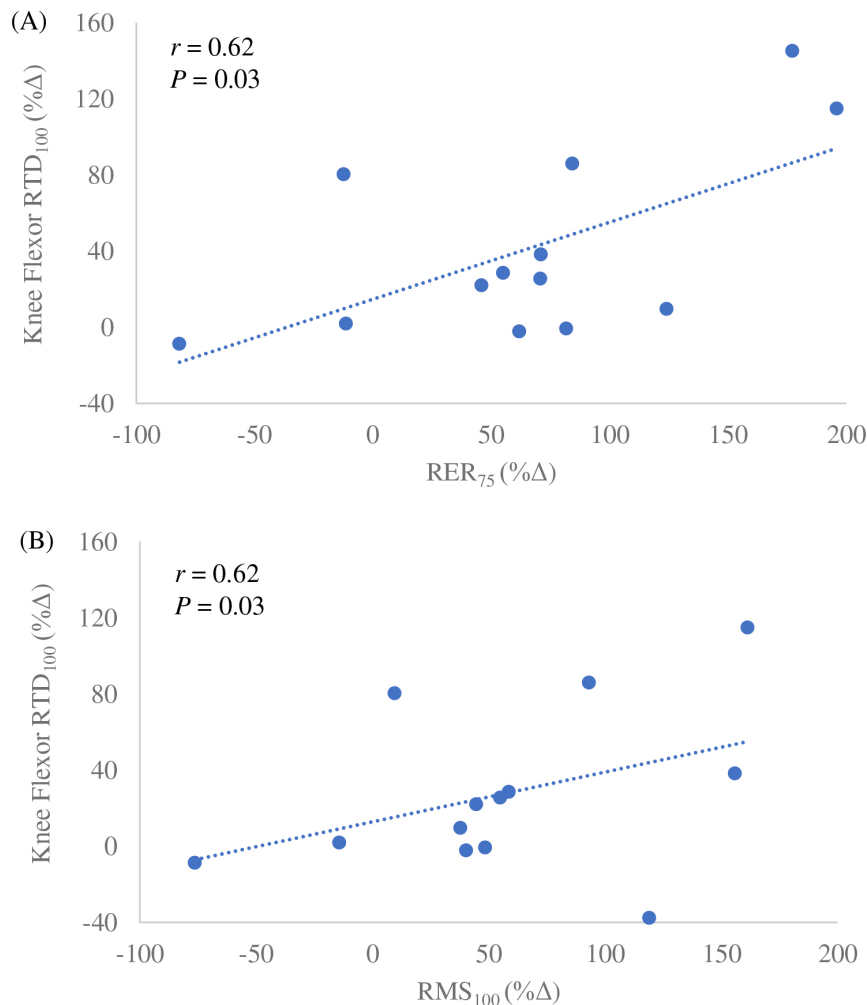 (A)
r = 0.62
P = 0.03
Knee Flexor RTD100 (%Δ)
160
120
80
40
0
-40
-100 -50 0 50 100 150 200
RER75 (%Δ)
(B)
r = 0.62
P = 0.03
Knee Flexor RTD100 (%Δ)
160
120
80
40
0
-40
-100 -50 0 50 100 150 200
RMS100 (%Δ)